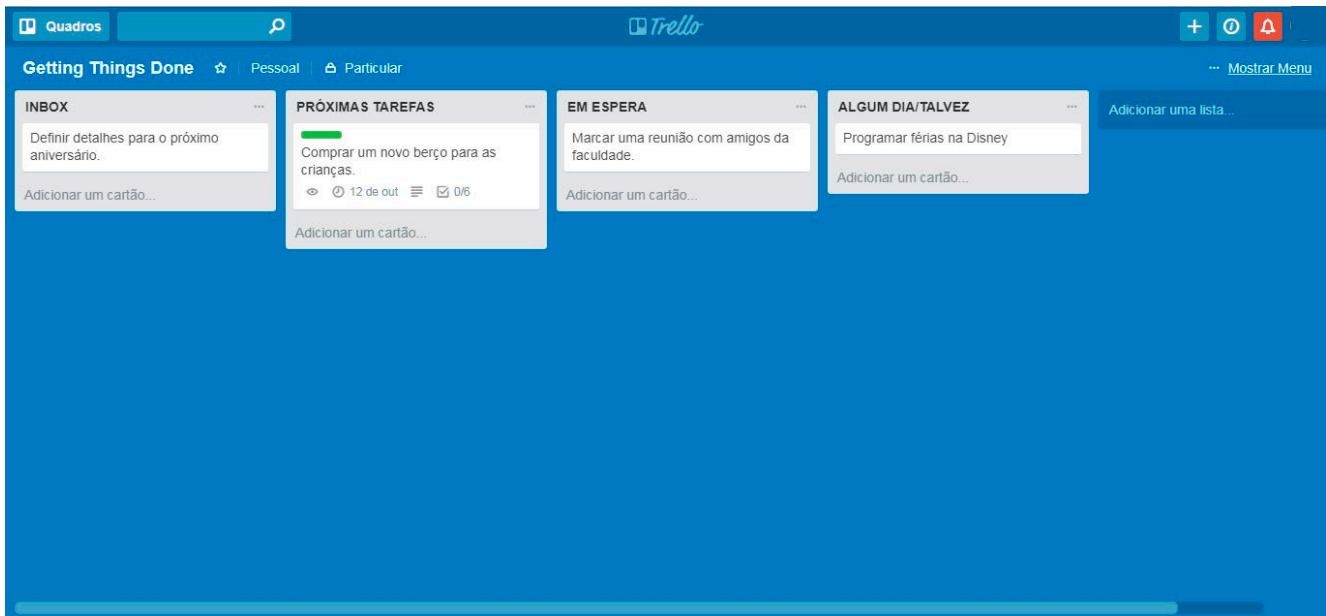 Quadros
Trello
Getting Things Done
Pessoal
Particular
... Mostrar Menu
INBOX ...
Definir detalhes para o próximo
aniversário.
Adicionar um cartão...
PRÓXIMAS TAREFAS ...
Comprar um novo berço para as
crianças.
12 de out
0/6
Adicionar um cartão...
EM ESPERA ...
Marcar uma reunião com amigos da
faculdade.
Adicionar um cartão...
ALGUM DIA/TALVEZ ...
Programar férias na Disney
Adicionar um cartão...
Adicionar uma lista...